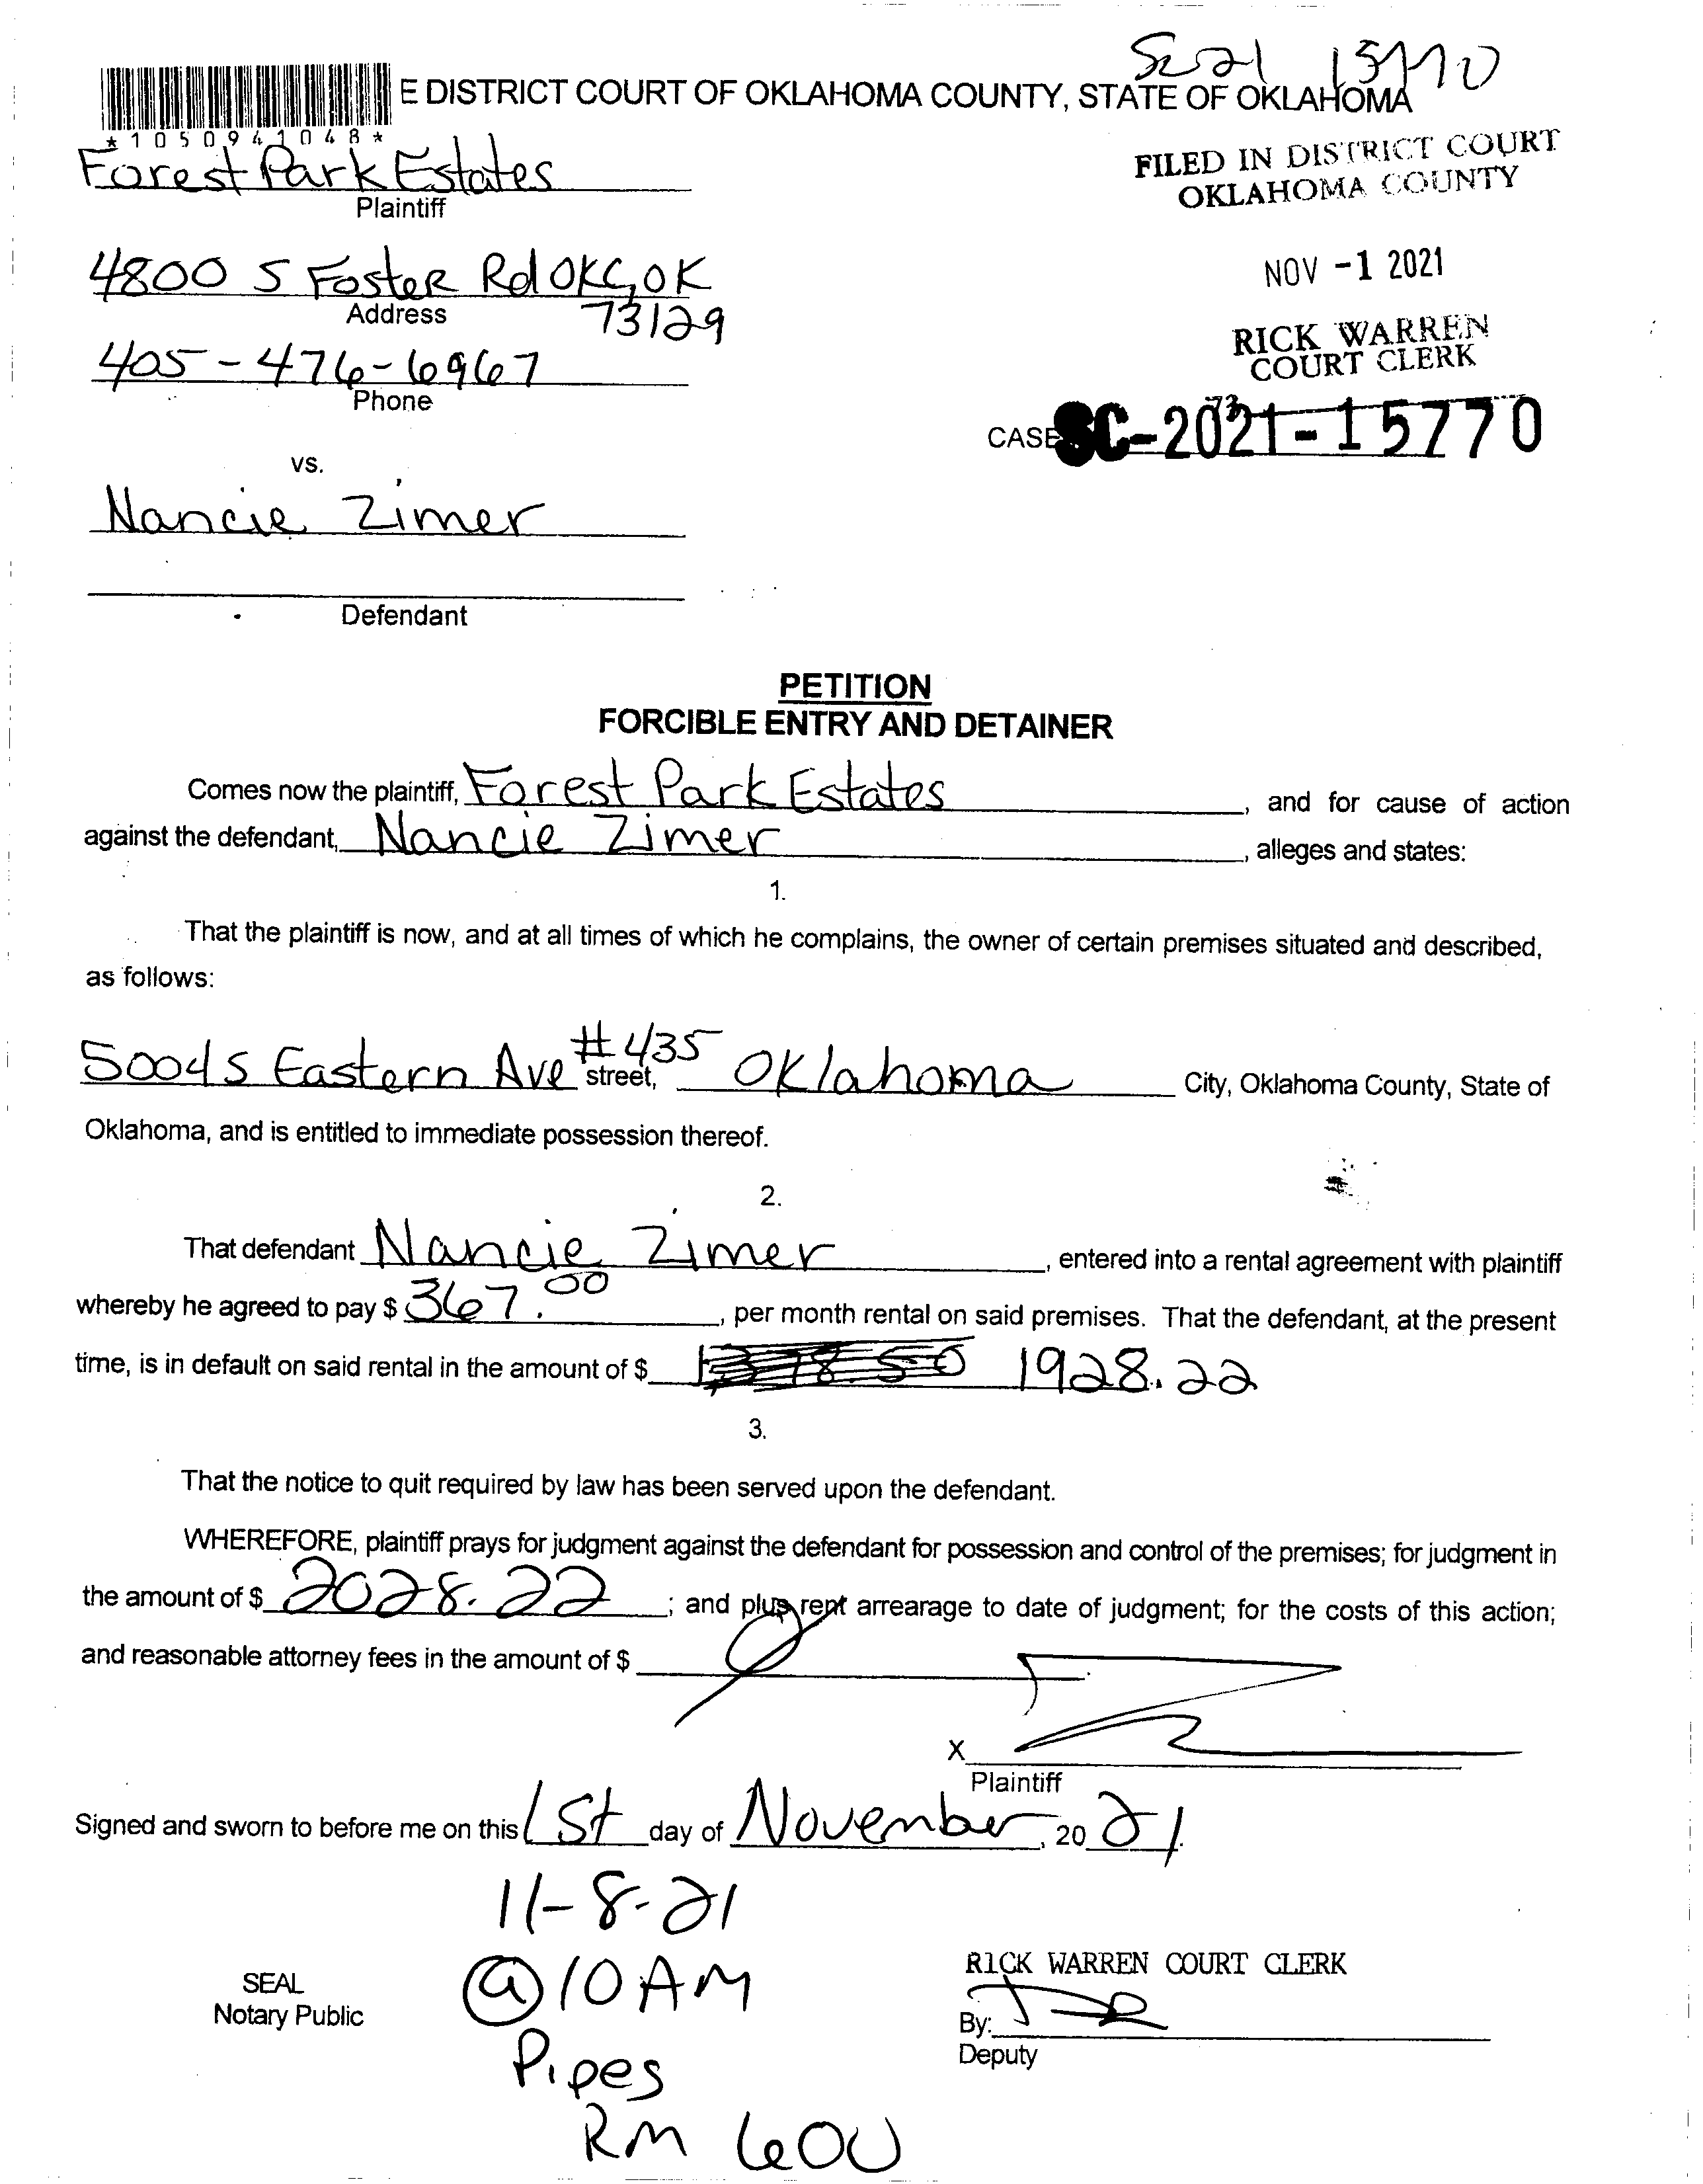 SC 21 15770
E DISTRICT COURT OF OKLAHOMA COUNTY, STATE OF OKLAHOMA
*1050941048*
Forest Park Estates
Plaintiff
FILED IN DISTRICT COURT
OKLAHOMA COUNTY
4800 S Foster Rd OKC, OK
Address
73129
NOV -1 2021
405-476-6967
Phone
RICK WARREN
COURT CLERK
73
CASE SC-2021-15770
vs.
Nancie Zimer
Defendant
PETITION
FORCIBLE ENTRY AND DETAINER
Comes now the plaintiff, Forest Park Estates, and for cause of action
against the defendant, Nancie Zimer, alleges and states:
1.
That the plaintiff is now, and at all times of which he complains, the owner of certain premises situated and described,
as follows:
5004 S Eastern Ave #435 street, Oklahoma City, Oklahoma County, State of
Oklahoma, and is entitled to immediate possession thereof.
2.
That defendant Nancie Zimer, entered into a rental agreement with plaintiff
whereby he agreed to pay $ 367.00, per month rental on said premises. That the defendant, at the present
time, is in default on said rental in the amount of $ 1928.22
3.
That the notice to quit required by law has been served upon the defendant.
WHEREFORE, plaintiff prays for judgment against the defendant for possession and control of the premises; for judgment in
the amount of $ 2028.22; and plus rent arrearage to date of judgment; for the costs of this action;
and reasonable attorney fees in the amount of $
X
Plaintiff
Signed and sworn to before me on this 1st day of November, 2021.
11-8-21
@10 AM
Pipes
RM 600
SEAL
Notary Public
RICK WARREN COURT CLERK
By:
Deputy